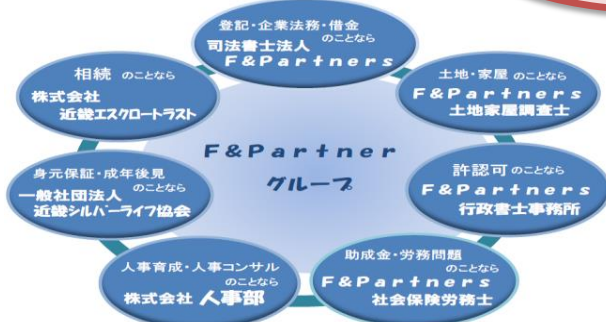 登記・企業法務・借金
のことなら
司法書士法人
F&Partners
土地・家屋 のことなら
F&Partners
土地家屋調査士
許認可 のことなら
F&Partners
行政書士事務所
助成金・労務問題
のことなら
F&Partners
社会保険労務士
人事育成・人事コンサル
のことなら
株式会社 人事部
身元保証・成年後見
のことなら
一般社団法人
近畿シルバーライフ協会
相続 のことなら
株式会社
近畿エスクロートラスト
F&Partner
グループ